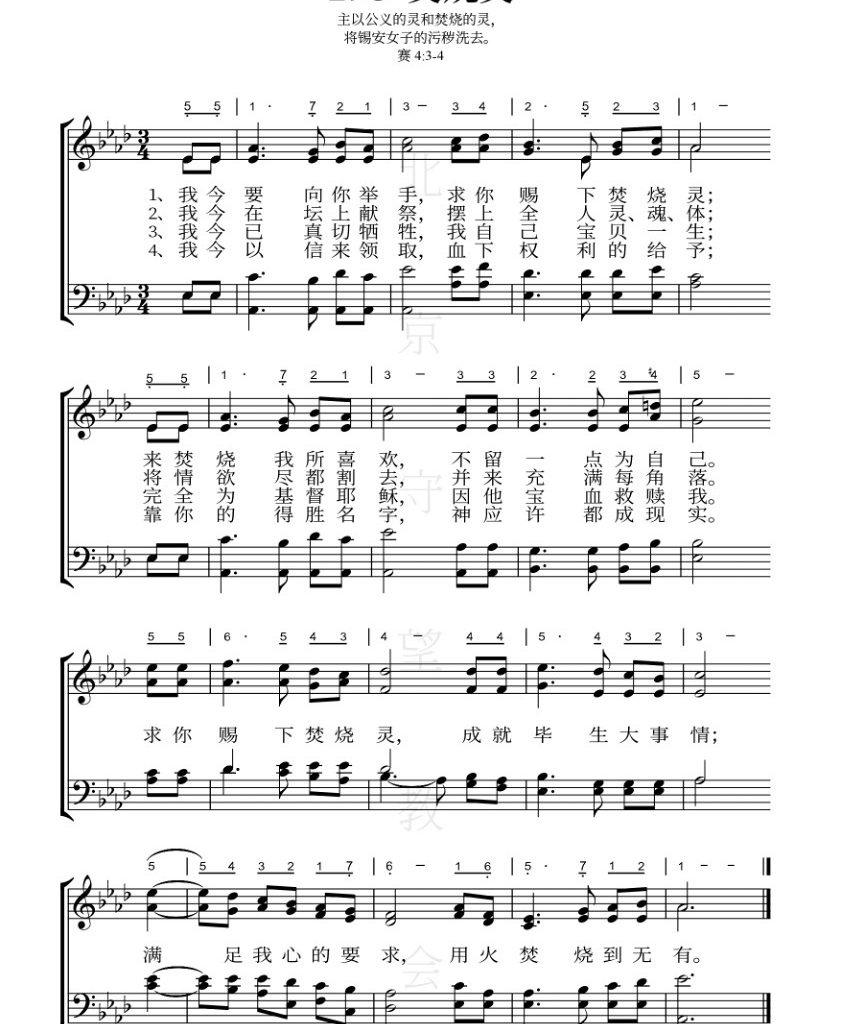 主以公义的灵和焚烧的灵，
将锡安女子的污秽洗去。
赛 4:3-4
5 5 | 1 · 7 2 1 | 3 – 3 4 | 2 · 5 2 3 | 1 –
1、我今要 向你举手，求你赐 下焚烧灵；
2、我今在 坛上献祭，摆上全 人灵、魂、体；
3、我今已 真切牺牲，我自己 宝贝一生；
4、我今以 信来领取，血下权 利的给予；
5 5 | 1 · 7 2 1 | 3 – 3 3 | 2 · 2 3 4 | 5 –
来焚烧 我所喜欢，不留一 点为自己。
将情欲 尽都割去，并来充 满每角落。
完全为 基督耶稣，因他宝 血救赎我。
靠你的 得胜名字，神应许 都成现实。
5 5 | 6 · 5 4 3 | 4 – 4 4 | 5 · 4 3 2 | 3 –
求你赐 下焚烧灵，成就毕 生大事情；
5 | 5 4 3 2 1 7 | 6 – 1 6 | 5 · 7 1 2 | 1 – –
满 足我心的要求，用火焚 烧到无有。
北京守望教会